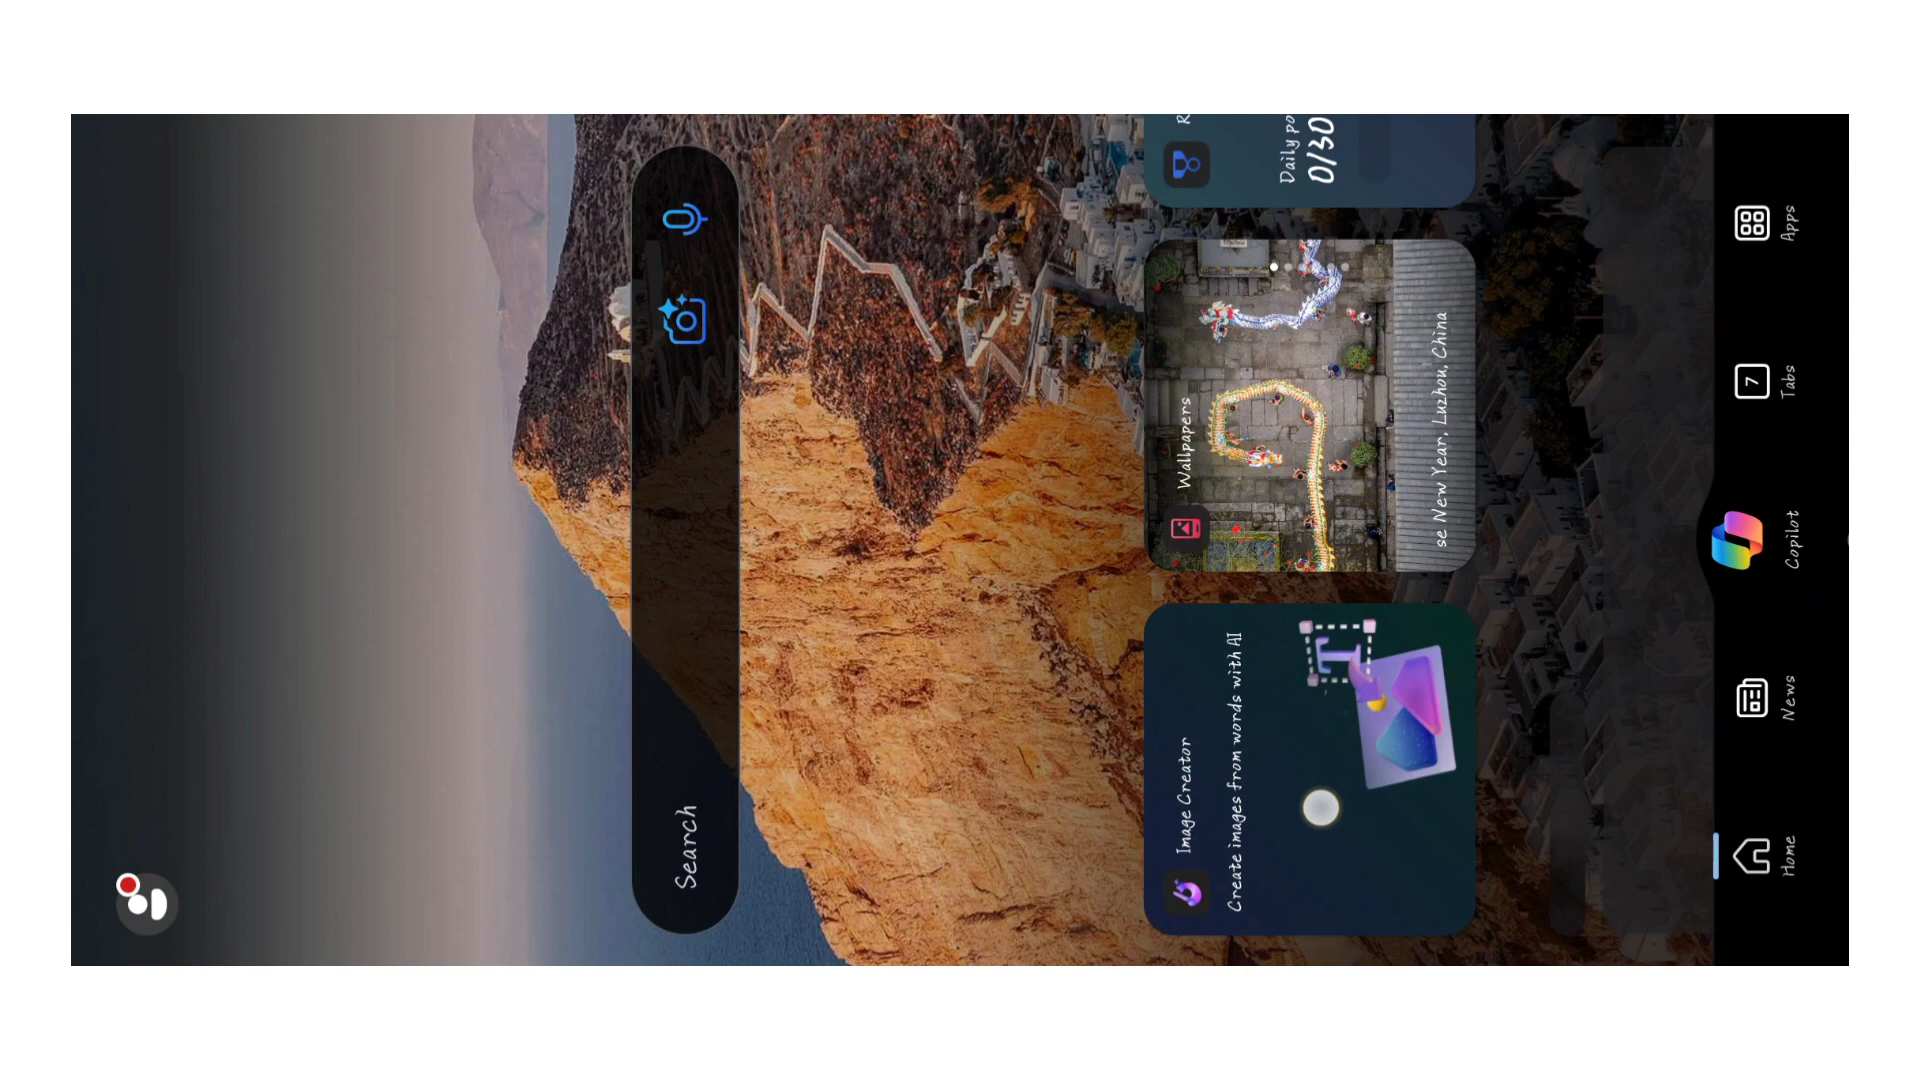 Search
Image Creator
Create images from words with AI
Wallpapers
se New Year, Luzhou, China
R
Daily po
0/30
Home
News
Copilot
7
Tabs
Apps